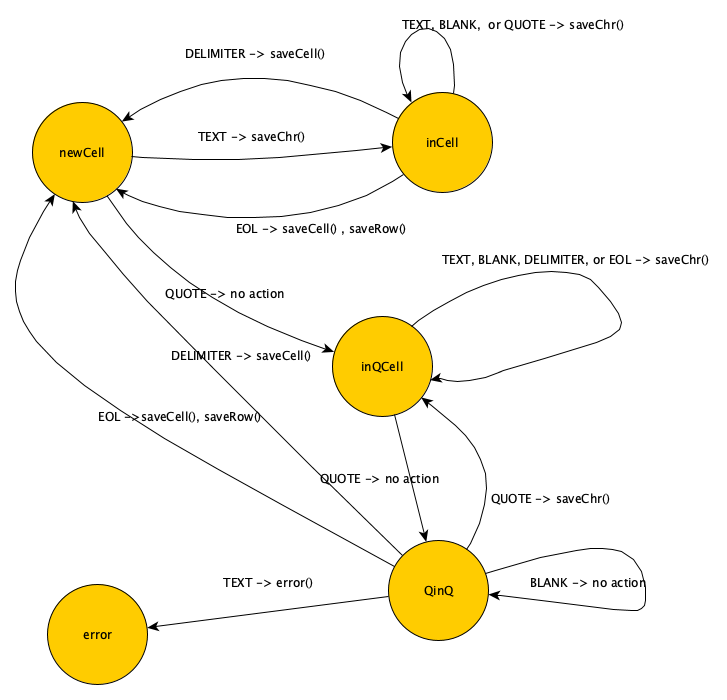 TEXT, BLANK, or QUOTE -> saveChr()
DELIMITER -> saveCell()
TEXT -> saveChr()
inCell
newCell
EOL -> saveCell() , saveRow()
TEXT, BLANK, DELIMITER, or EOL -> saveChr()
QUOTE -> no action
DELIMITER -> saveCell()
inQCell
EOL ->saveCell(), saveRow()
QUOTE -> no action
QUOTE -> saveChr()
TEXT -> error()
BLANK -> no action
QinQ
error